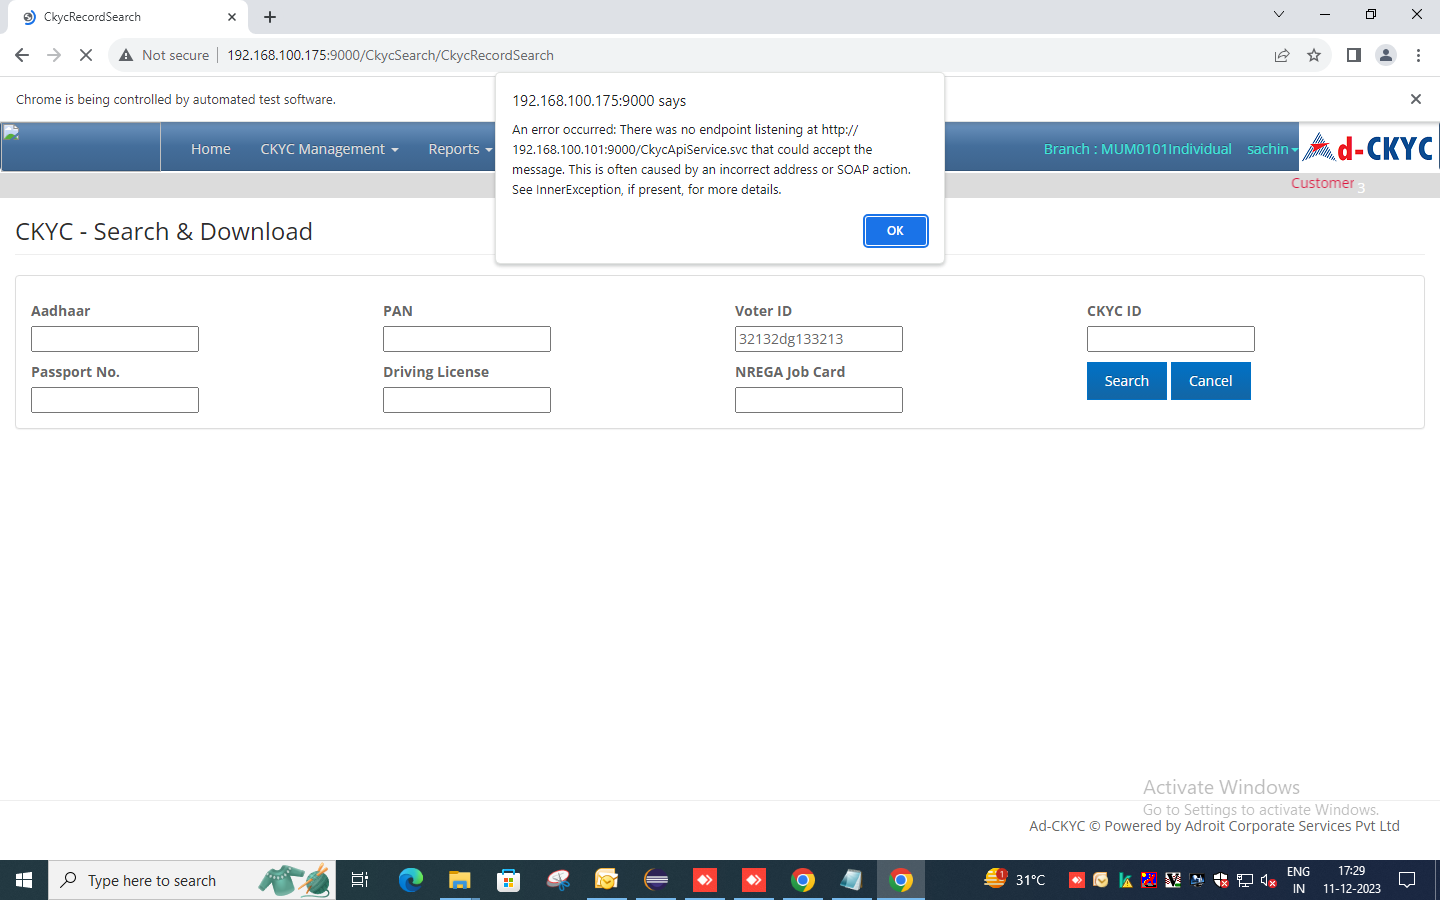 CkycRecordSearch
Not secure
192.168.100.175:9000/CkycSearch/CkycRecordSearch
Chrome is being controlled by automated test software.
192.168.100.175:9000 says
An error occurred: There was no endpoint listening at http://
192.168.100.101:9000/CkycApiService.svc that could accept the
message. This is often caused by an incorrect address or SOAP action.
See InnerException, if present, for more details.
OK
Home CKYC Management Reports
Branch : MUM0101Individual sachin
d-CKYC
Customer 3
CKYC - Search & Download
Aadhaar PAN Voter ID CKYC ID
32132dg133213
Passport No. Driving License NREGA Job Card
Search Cancel
Activate Windows
Go to Settings to activate Windows.
Ad-CKYC © Powered by Adroit Corporate Services Pvt Ltd
Type here to search
1
31°C
ENG
IN
17:29
11-12-2023